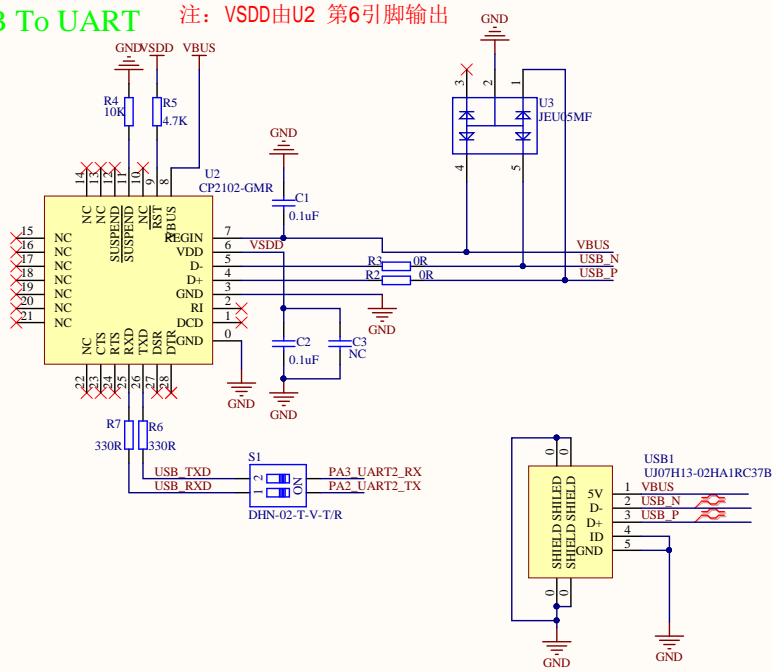 B To UART
注: VSDD由U2 第6引脚输出
GND
VSDD
VBUS
R4
10K
R5
4.7K
GND
3
2
1
U3
JEU05MF
4
5
GND
C1
0.1uF
U2
CP2102-GMR
14
13
12
11
10
9
8
NC
NC
SUSPEND
SUSPEND
NC
RST
VBUS
15 NC
16 NC
17 NC
18 NC
19 NC
20 NC
21 NC
REGIN 7
VDD 6 VSDD
D- 5
D+ 4
GND 3
RI 2
DCD 1
GND 0
VBUS
R3 0R USB_N
R2 0R USB_P
GND
C2
0.1uF
C3
NC
GND
GND
NC
CTS
RTS
RXD
TXD
DSR
DTR
22
23
24
25
26
27
28
R7
330R
R6
330R
S1
USB_TXD 2 PA3_UART2_RX
USB_RXD 1 ON PA2_UART2_TX
DHN-02-T-V-T/R
USB1
UJ07H13-02HA1RC37B
0
0
SHIELD SHILED
SHIELD SHIELD
5V 1 VBUS
D- 2 USB_N
D+ 3 USB_P
ID 4
GND 5
0
0
GND
GND